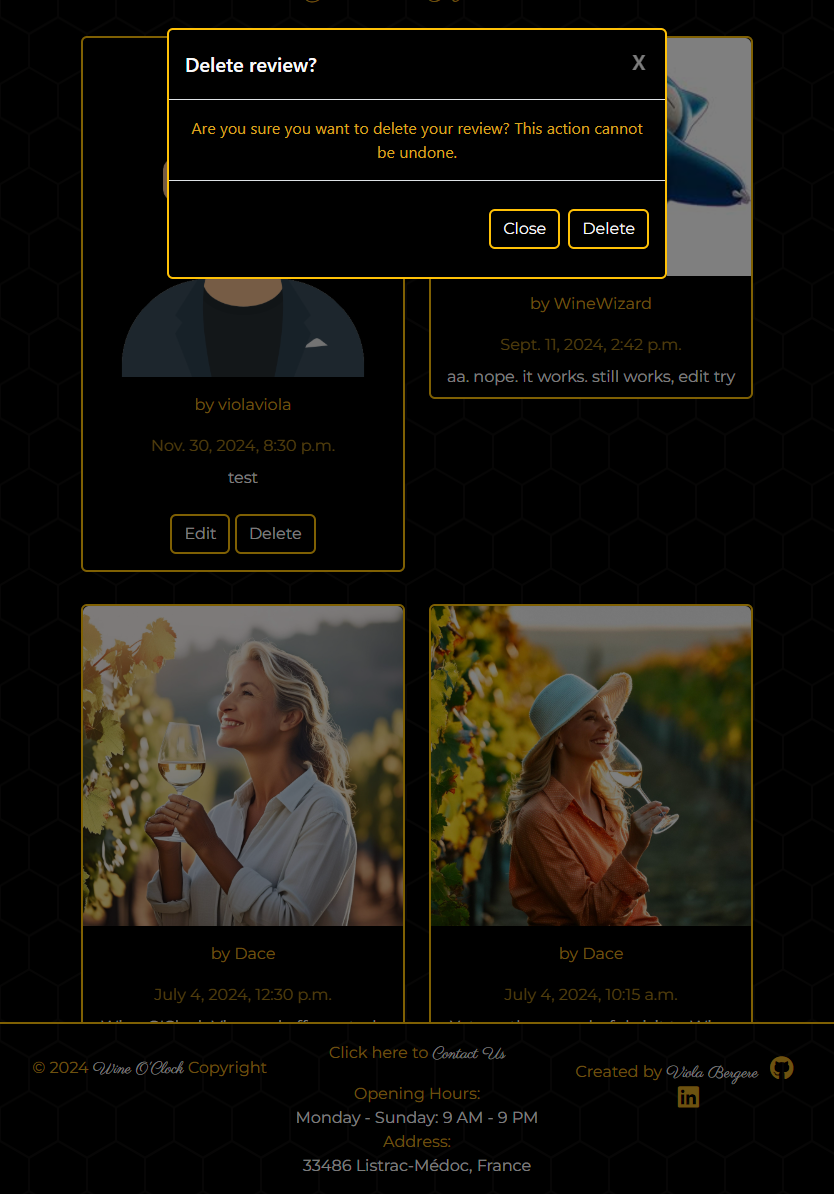 Delete review?
X
Are you sure you want to delete your review? This action cannot
be undone.
Close
Delete
by violaviola
Nov. 30, 2024, 8:30 p.m.
test
Edit
Delete
by WineWizard
Sept. 11, 2024, 2:42 p.m.
aa. nope. it works. still works, edit try
by Dace
July 4, 2024, 12:30 p.m.
by Dace
July 4, 2024, 10:15 a.m.
© 2024 Wine O'Clock Copyright
Click here to Contact Us
Opening Hours:
Monday - Sunday: 9 AM - 9 PM
Address:
33486 Listrac-Médoc, France
Created by Viola Bergere
in